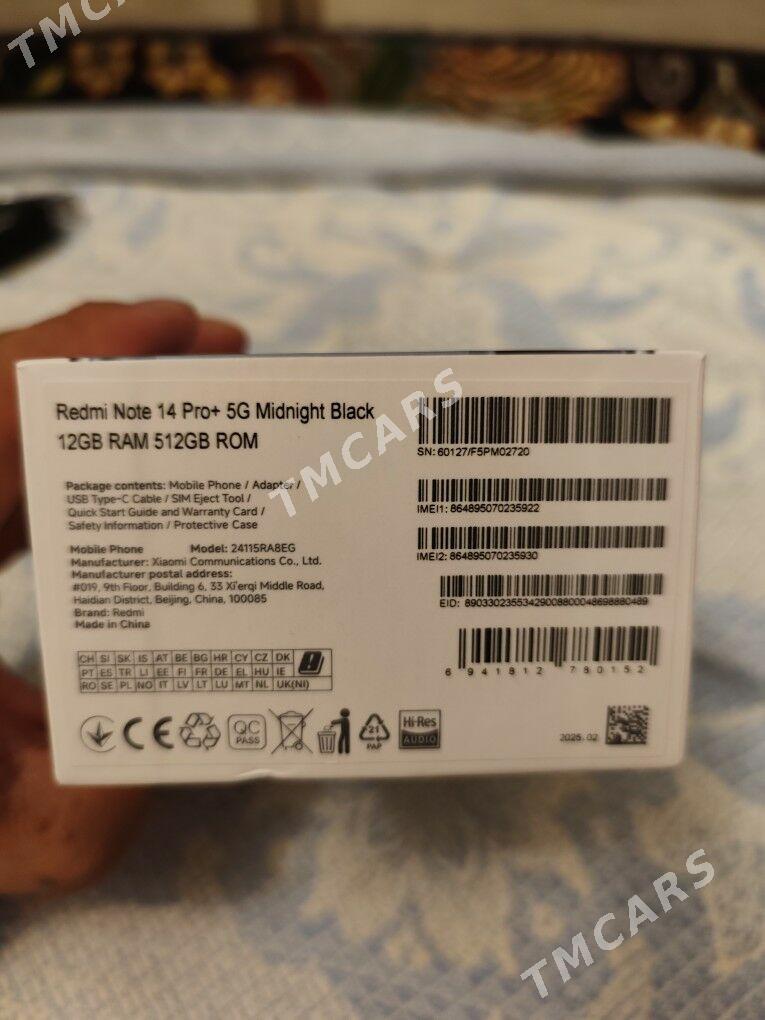 TMCARS
Redmi Note 14 Pro+ 5G Midnight Black
12GB RAM 512GB ROM
Package contents: Mobile Phone / Adapter /
USB Type-C Cable / SIM Eject Tool /
Quick Start Guide and Warranty Card /
Safety Information / Protective Case
Mobile Phone Model: 24115RA8EG
Manufacturer: Xiaomi Communications Co., Ltd.
Manufacturer postal address:
#019, 9th Floor, Building 6, 33 Xi'erqi Middle Road,
Haidian District, Beijing, China, 100085
Brand: Redmi
Made in China
SN: 60127/F5PM02720
IMEI1: 864895070235922
IMEI2: 864895070235930
EID: 89033023553429008800048698880489
6 941812 780152
TMCARS
CH SI SK IS AT BE BG HR CY CZ DK
PT ES TR LI EE FI FR DE EL HU IE
RO SE PL NO IT LV LT LU MT NL UK(NI)
CE
QC
PASS
21
PAP
Hi-Res
AUDIO
2025.02
TMCARS